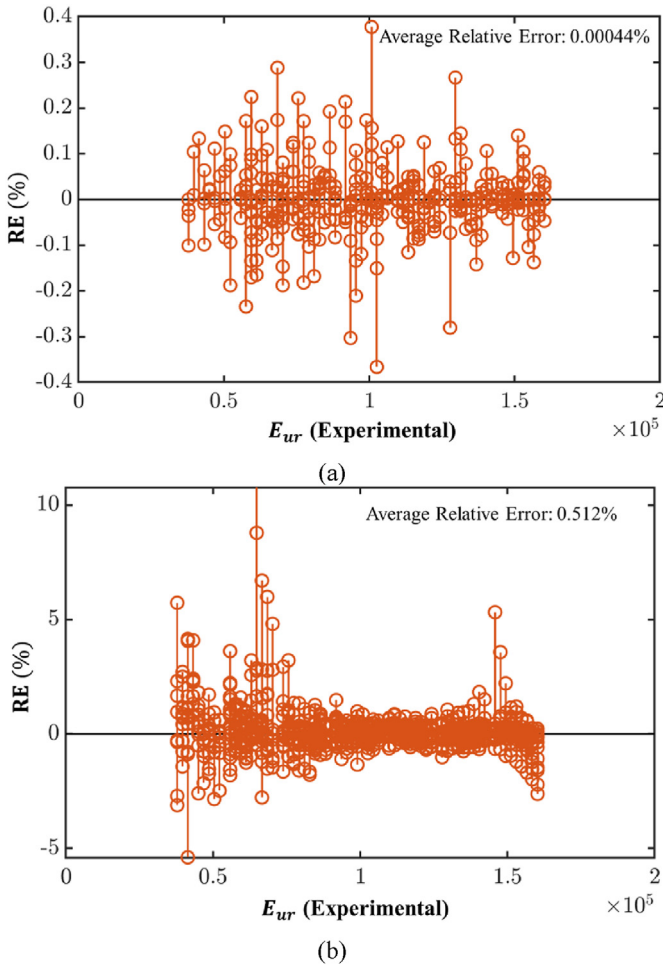 0.4
Average Relative Error: 0.00044%
0.3
0.2
0.1
0
-0.1
-0.2
-0.3
-0.4
RE (%)
0 0.5 1 1.5 2
E_ur (Experimental) ×10^5
(a)
10
Average Relative Error: 0.512%
5
0
-5
RE (%)
0 0.5 1 1.5 2
E_ur (Experimental) ×10^5
(b)